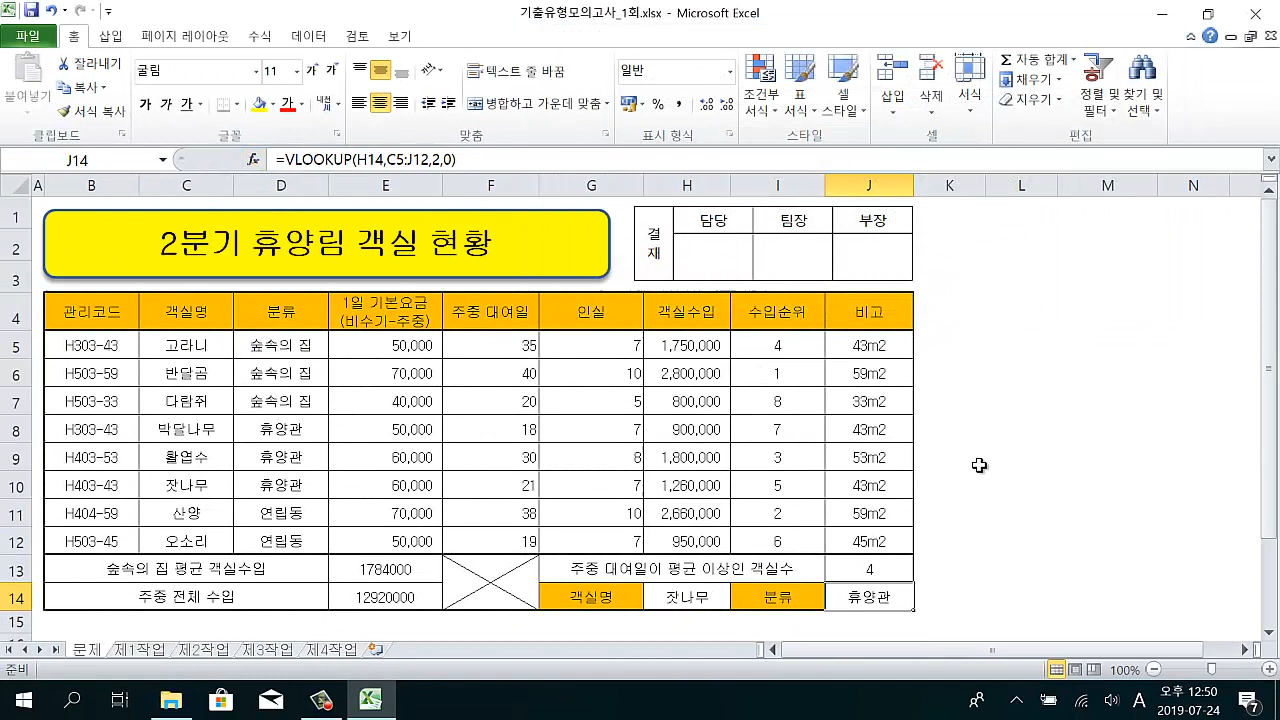 기출유형모의고사_1회.xlsx - Microsoft Excel
파일 홈 삽입 페이지 레이아웃 수식 데이터 검토 보기
붙여넣기
잘라내기
복사
서식 복사
클립보드
굴림 11
가 가 가
글꼴
텍스트 줄 바꿈
병합하고 가운데 맞춤
맞춤
일반
표시 형식
조건부 서식
표 서식
셀 스타일
스타일
삽입 삭제 서식
셀
자동 합계
채우기
지우기
정렬 및 필터
찾기 및 선택
편집
J14 fx =VLOOKUP(H14,C5:J12,2,0)
A B C D E F G H I J K L M N
1 2 3 4 5 6 7 8 9 10 11 12 13 14 15
2분기 휴양림 객실 현황
결재 담당 팀장 부장
관리코드 객실명 분류 1일 기본요금 (비수기-주중) 주중 대여일 인실 객실수입 수입순위 비고
H303-43 고라니 숲속의 집 50,000 35 7 1,750,000 4 43m2
H503-59 반달곰 숲속의 집 70,000 40 10 2,800,000 1 59m2
H503-33 다람쥐 숲속의 집 40,000 20 5 800,000 8 33m2
H303-43 박달나무 휴양관 50,000 18 7 900,000 7 43m2
H403-53 활엽수 휴양관 60,000 30 8 1,800,000 3 53m2
H403-43 잣나무 휴양관 60,000 21 7 1,260,000 5 43m2
H404-59 산양 연립동 70,000 38 10 2,660,000 2 59m2
H503-45 오소리 연립동 50,000 19 7 950,000 6 45m2
숲속의 집 평균 객실수입 1784000 주중 대여일이 평균 이상인 객실수 4
주중 전체 수입 12920000 객실명 잣나무 분류 휴양관
문제 제1작업 제2작업 제3작업 제4작업
준비 100%
A 오후 12:50
2019-07-24 7